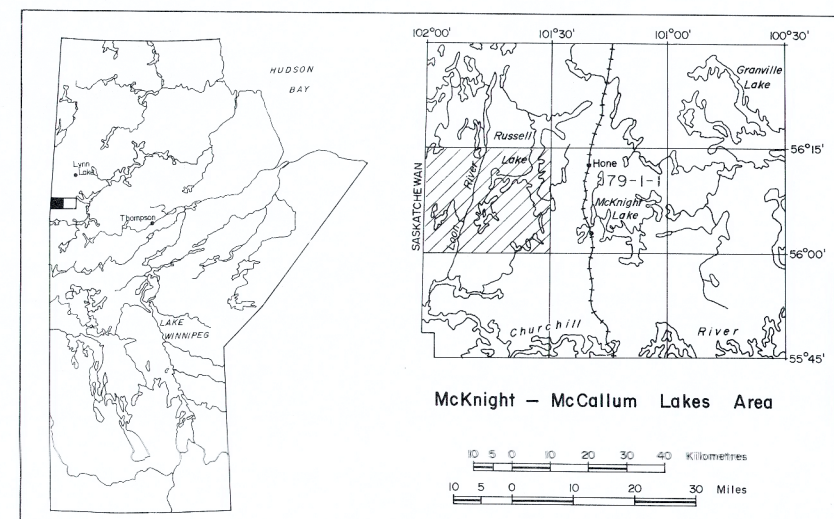 HUDSON
BAY
Lynn
Lake
Thompson
LAKE
WINNIPEG
102°00'
101°30'
101°00'
100°30'
Granville
Lake
Russell
Lake
56°15'
Hone
79-1-1
McKnight
Lake
SASKATCHEWAN
Loon River
56°00'
Churchill River
55°45'
McKnight — McCallum Lakes Area
10 5 0 10 20 30 40 Kilometres
10 5 0 10 20 30 Miles